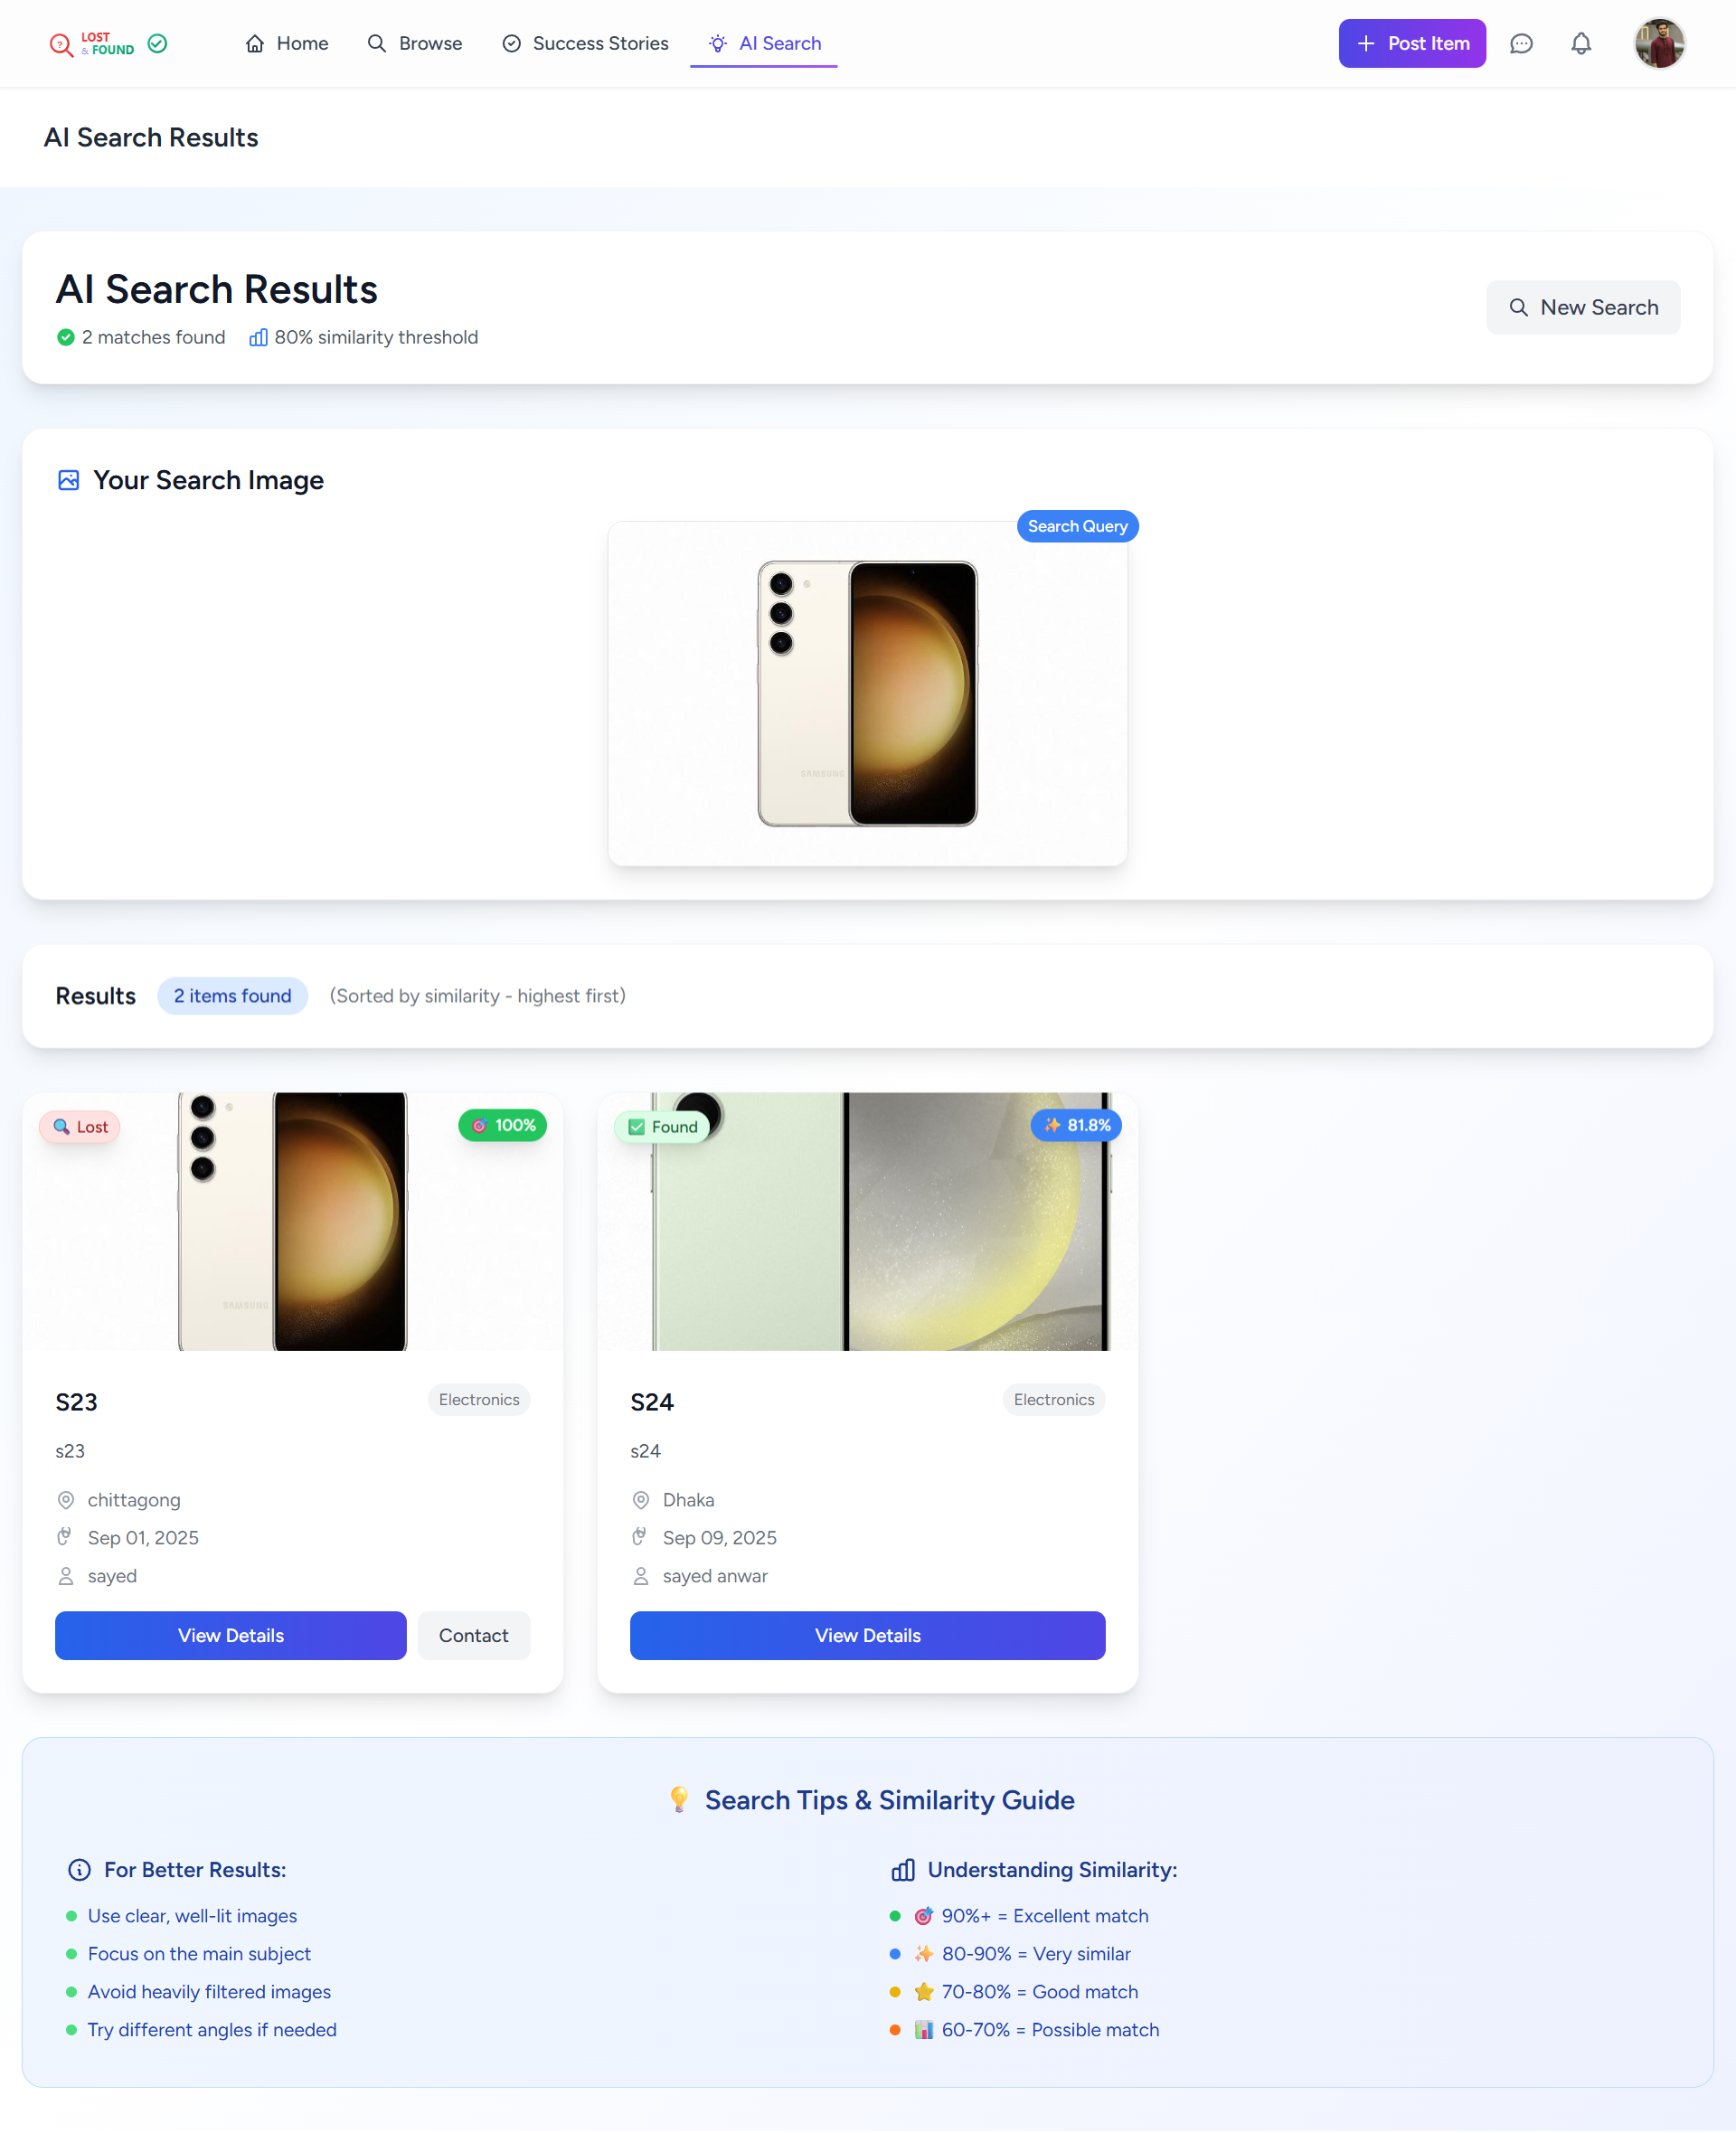 LOST
& FOUND
Home
Browse
Success Stories
AI Search
Post Item
AI Search Results
AI Search Results
2 matches found
80% similarity threshold
New Search
Your Search Image
Search Query
SAMSUNG
Results
2 items found
(Sorted by similarity - highest first)
Lost
100%
SAMSUNG
Found
81.8%
S23
Electronics
s23
chittagong
Sep 01, 2025
sayed
View Details
Contact
S24
Electronics
s24
Dhaka
Sep 09, 2025
sayed anwar
View Details
Search Tips & Similarity Guide
For Better Results:
Use clear, well-lit images
Focus on the main subject
Avoid heavily filtered images
Try different angles if needed
Understanding Similarity:
90%+ = Excellent match
80-90% = Very similar
70-80% = Good match
60-70% = Possible match